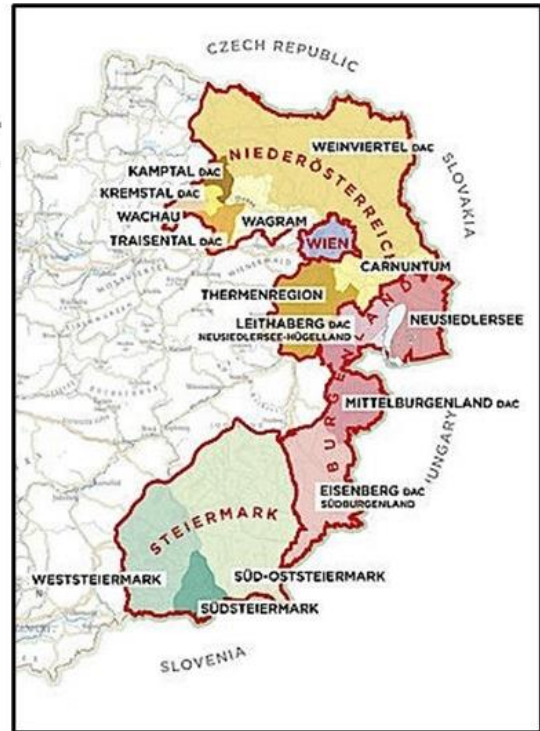 CZECH REPUBLIC
WEINVIERTEL DAC
NIEDERÖSTERREICH
SLOVAKIA
KAMPTAL DAC
KREMSTAL DAC
WACHAU
WAGRAM
TRAISENTAL DAC
WIEN
CARNUNTUM
THERMENREGION
LEITHABERG DAC
NEUSIEDLERSEE-HÜGELLAND
NEUSIEDLERSEE
BURGENLAND
MITTELBURGENLAND DAC
HUNGARY
EISENBERG DAC
SÜDBURGENLAND
STEIERMARK
WESTSTEIERMARK
SÜD-OSTSTEIERMARK
SÜDSTEIERMARK
SLOVENIA